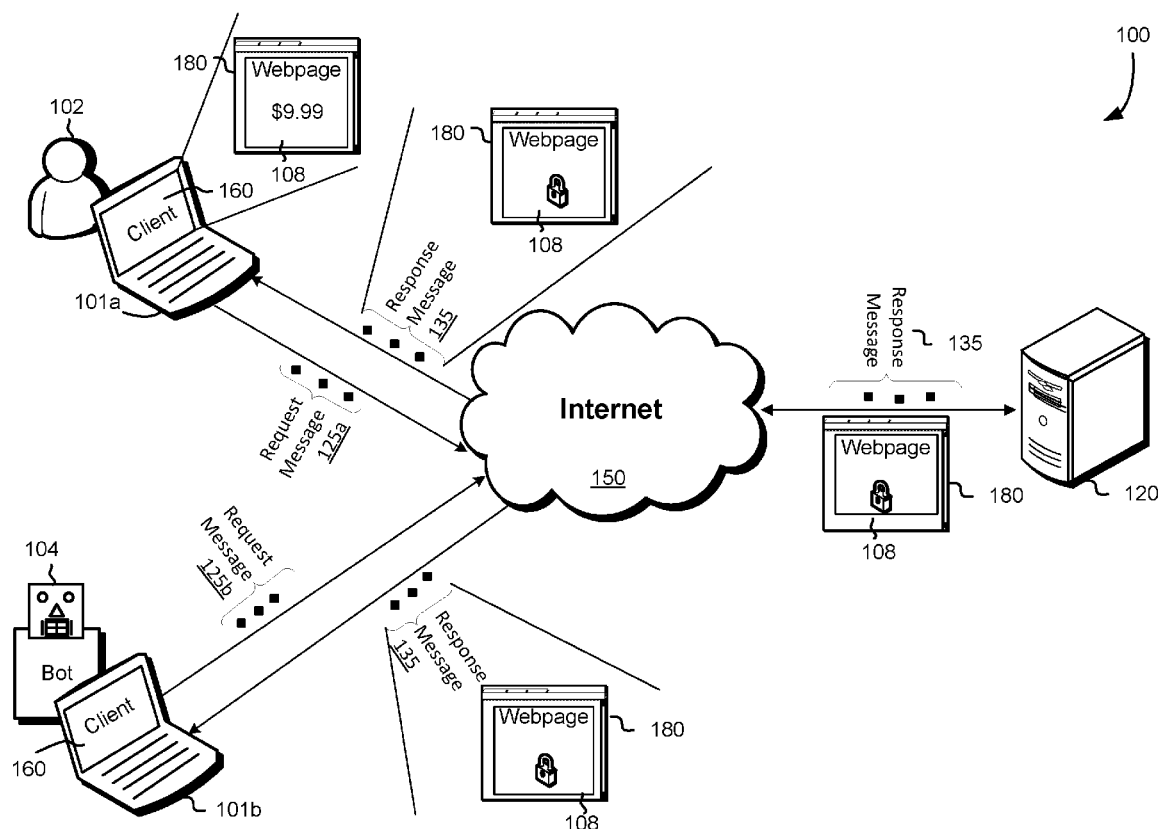 100
180
Webpage
$9.99
108
102
160
Client
101a
180
Webpage
108
Response
Message
135
Request
Message
125a
Internet
150
Response
Message
135
Webpage
180
108
120
Request
Message
125b
104
Bot
Client
160
101b
Response
Message
135
Webpage
180
108